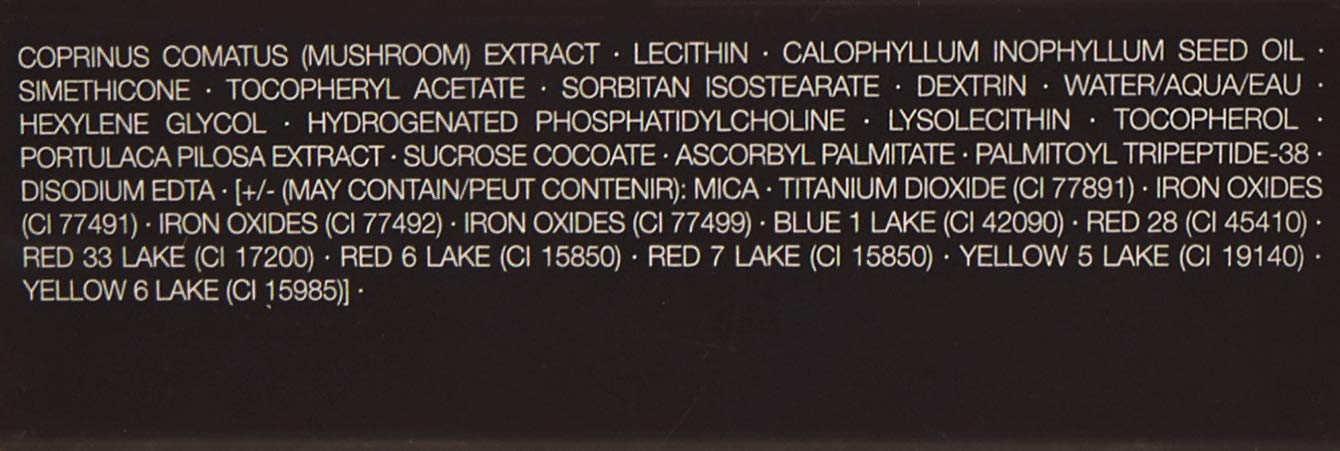 COPRINUS COMATUS (MUSHROOM) EXTRACT · LECITHIN · CALOPHYLLUM INOPHYLLUM SEED OIL ·
SIMETHICONE · TOCOPHERYL ACETATE · SORBITAN ISOSTEARATE · DEXTRIN · WATER/AQUA/EAU ·
HEXYLENE GLYCOL · HYDROGENATED PHOSPHATIDYLCHOLINE · LYSOLECITHIN · TOCOPHEROL ·
PORTULACA PILOSA EXTRACT · SUCROSE COCOATE · ASCORBYL PALMITATE · PALMITOYL TRIPEPTIDE-38 ·
DISODIUM EDTA · [+/- (MAY CONTAIN/PEUT CONTENIR): MICA · TITANIUM DIOXIDE (CI 77891) · IRON OXIDES
(CI 77491) · IRON OXIDES (CI 77492) · IRON OXIDES (CI 77499) · BLUE 1 LAKE (CI 42090) · RED 28 (CI 45410) ·
RED 33 LAKE (CI 17200) · RED 6 LAKE (CI 15850) · RED 7 LAKE (CI 15850) · YELLOW 5 LAKE (CI 19140) ·
YELLOW 6 LAKE (CI 15985)] ·